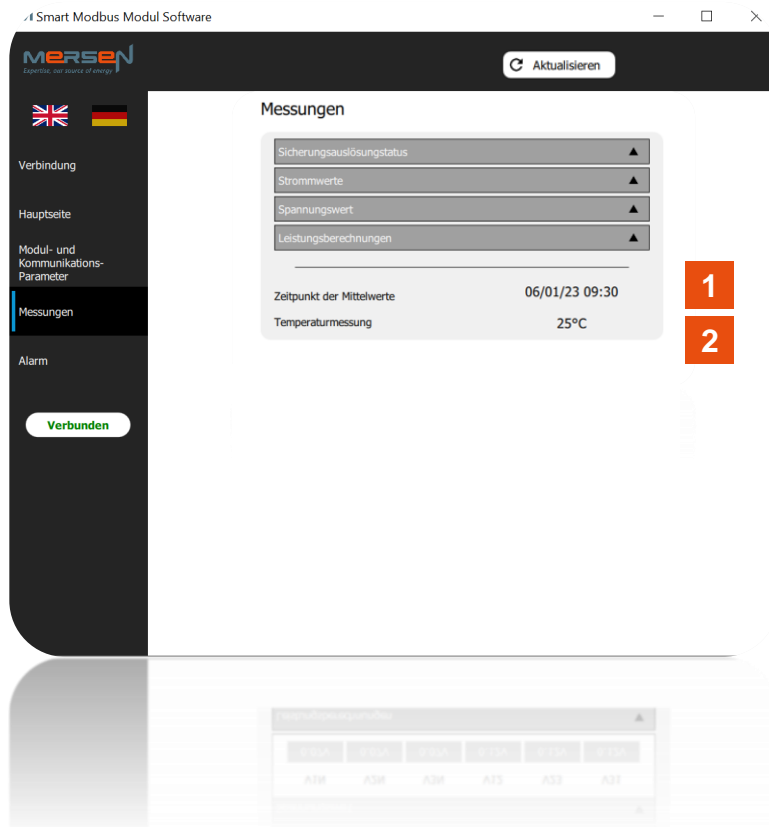 Smart Modbus Modul Software
MERSEN
Expertise, our source of energy
Aktualisieren
Messungen
Sicherungsauslösungstatus
Strommwerte
Spannungswert
Leistungsberechnungen
Zeitpunkt der Mittelwerte 06/01/23 09:30 1
Temperaturmessung 25°C 2
Verbindung
Hauptseite
Modul- und
Kommunikations-
Parameter
Messungen
Alarm
Verbunden